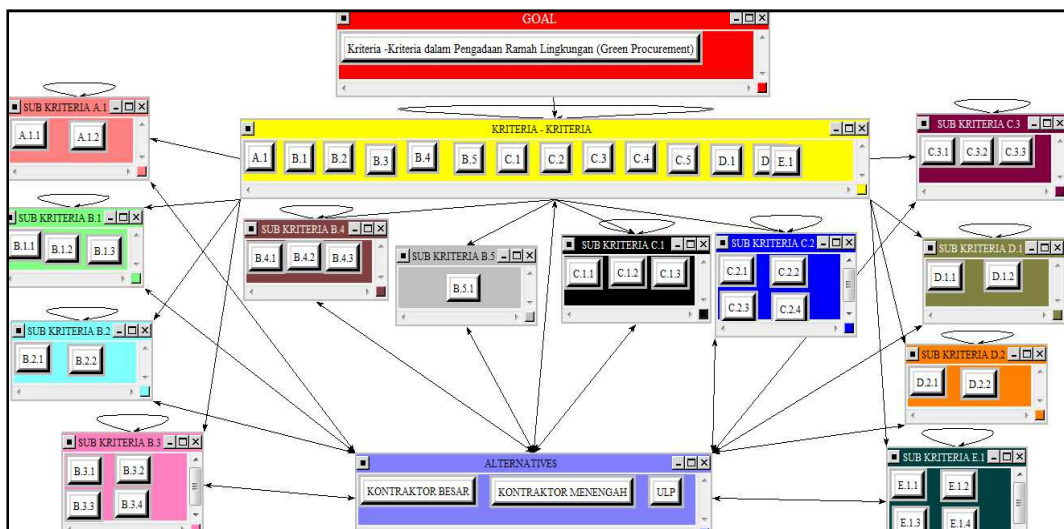 GOAL
Kriteria -Kriteria dalam Pengadaan Ramah Lingkungan (Green Procurement)
SUB KRITERIA A.1
A.1.1 A.1.2
KRITERIA - KRITERIA
A.1 B.1 B.2 B.3 B.4 B.5 C.1 C.2 C.3 C.4 C.5 D.1 D E.1
SUB KRITERIA C.3
C.3.1 C.3.2 C.3.3
SUB KRITERIA B.1
B.1.1 B.1.2 B.1.3
SUB KRITERIA B.4
B.4.1 B.4.2 B.4.3
SUB KRITERIA B.5
B.5.1
SUB KRITERIA C.1
C.1.1 C.1.2 C.1.3
SUB KRITERIA C.2
C.2.1 C.2.2
C.2.3 C.2.4
SUB KRITERIA D.1
D.1.1 D.1.2
SUB KRITERIA B.2
B.2.1 B.2.2
SUB KRITERIA D.2
D.2.1 D.2.2
SUB KRITERIA B.3
B.3.1 B.3.2
B.3.3 B.3.4
ALTERNATIVES
KONTRAKTOR BESAR KONTRAKTOR MENENGAH ULP
SUB KRITERIA E.1
E.1.1 E.1.2
E.1.3 E.1.4